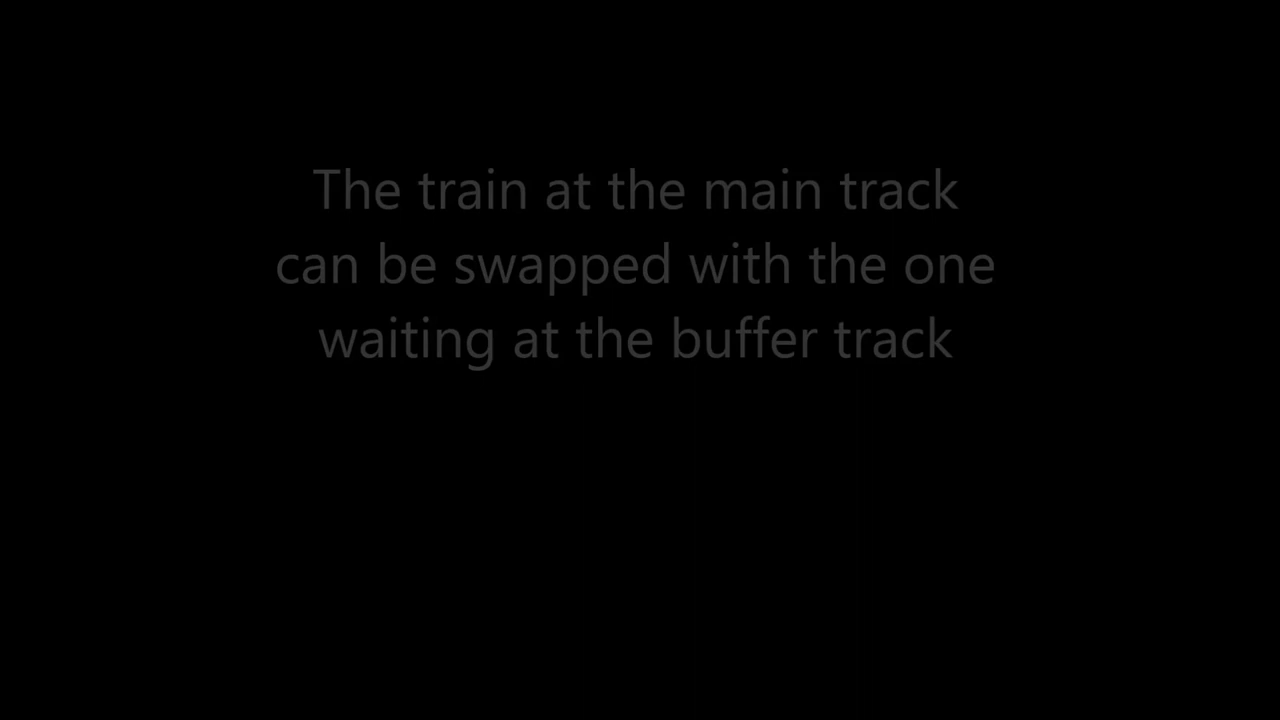 The train at the main track
can be swapped with the one
waiting at the buffer track